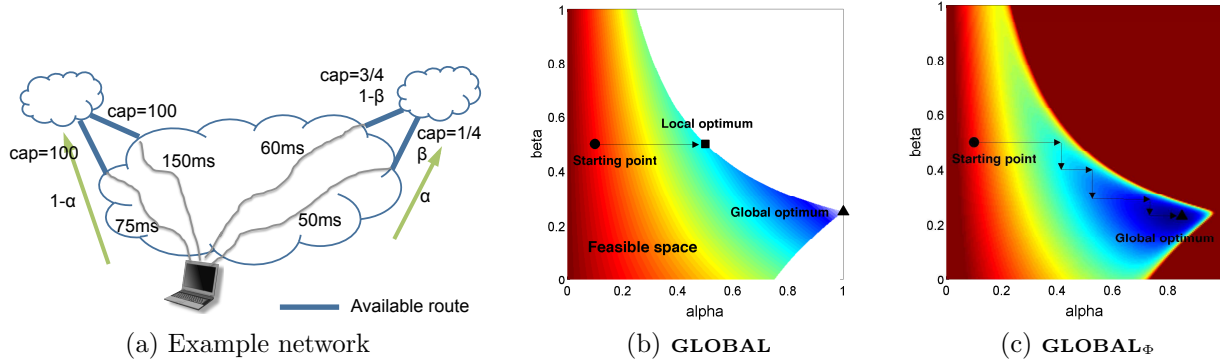 cap=3/4
1-β
cap=100
cap=1/4
β
cap=100
150ms
60ms
α
1-α
75ms
50ms
Available route
(a) Example network
1
0.8
0.6
0.4
0.2
0
beta
Local optimum
Starting point
Global optimum
Feasible space
0 0.2 0.4 0.6 0.8 1
alpha
(b) GLOBAL
1
0.8
0.6
0.4
0.2
0
beta
Starting point
Global optimum
0 0.2 0.4 0.6 0.8
alpha
(c) GLOBALΦ